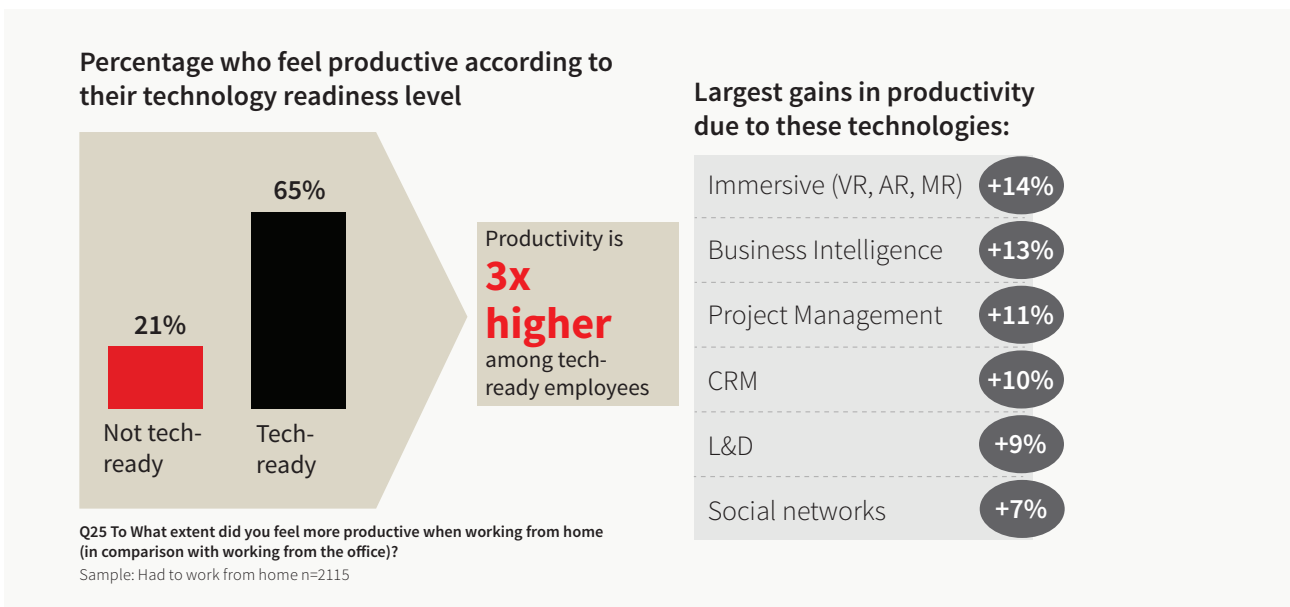 Percentage who feel productive according to
their technology readiness level
65%
21%
Not tech-
ready
Tech-
ready
Productivity is
3x
higher
among tech-
ready employees
Q25 To What extent did you feel more productive when working from home
(in comparison with working from the office)?
Sample: Had to work from home n=2115
Largest gains in productivity
due to these technologies:
Immersive (VR, AR, MR) +14%
Business Intelligence +13%
Project Management +11%
CRM +10%
L&D +9%
Social networks +7%